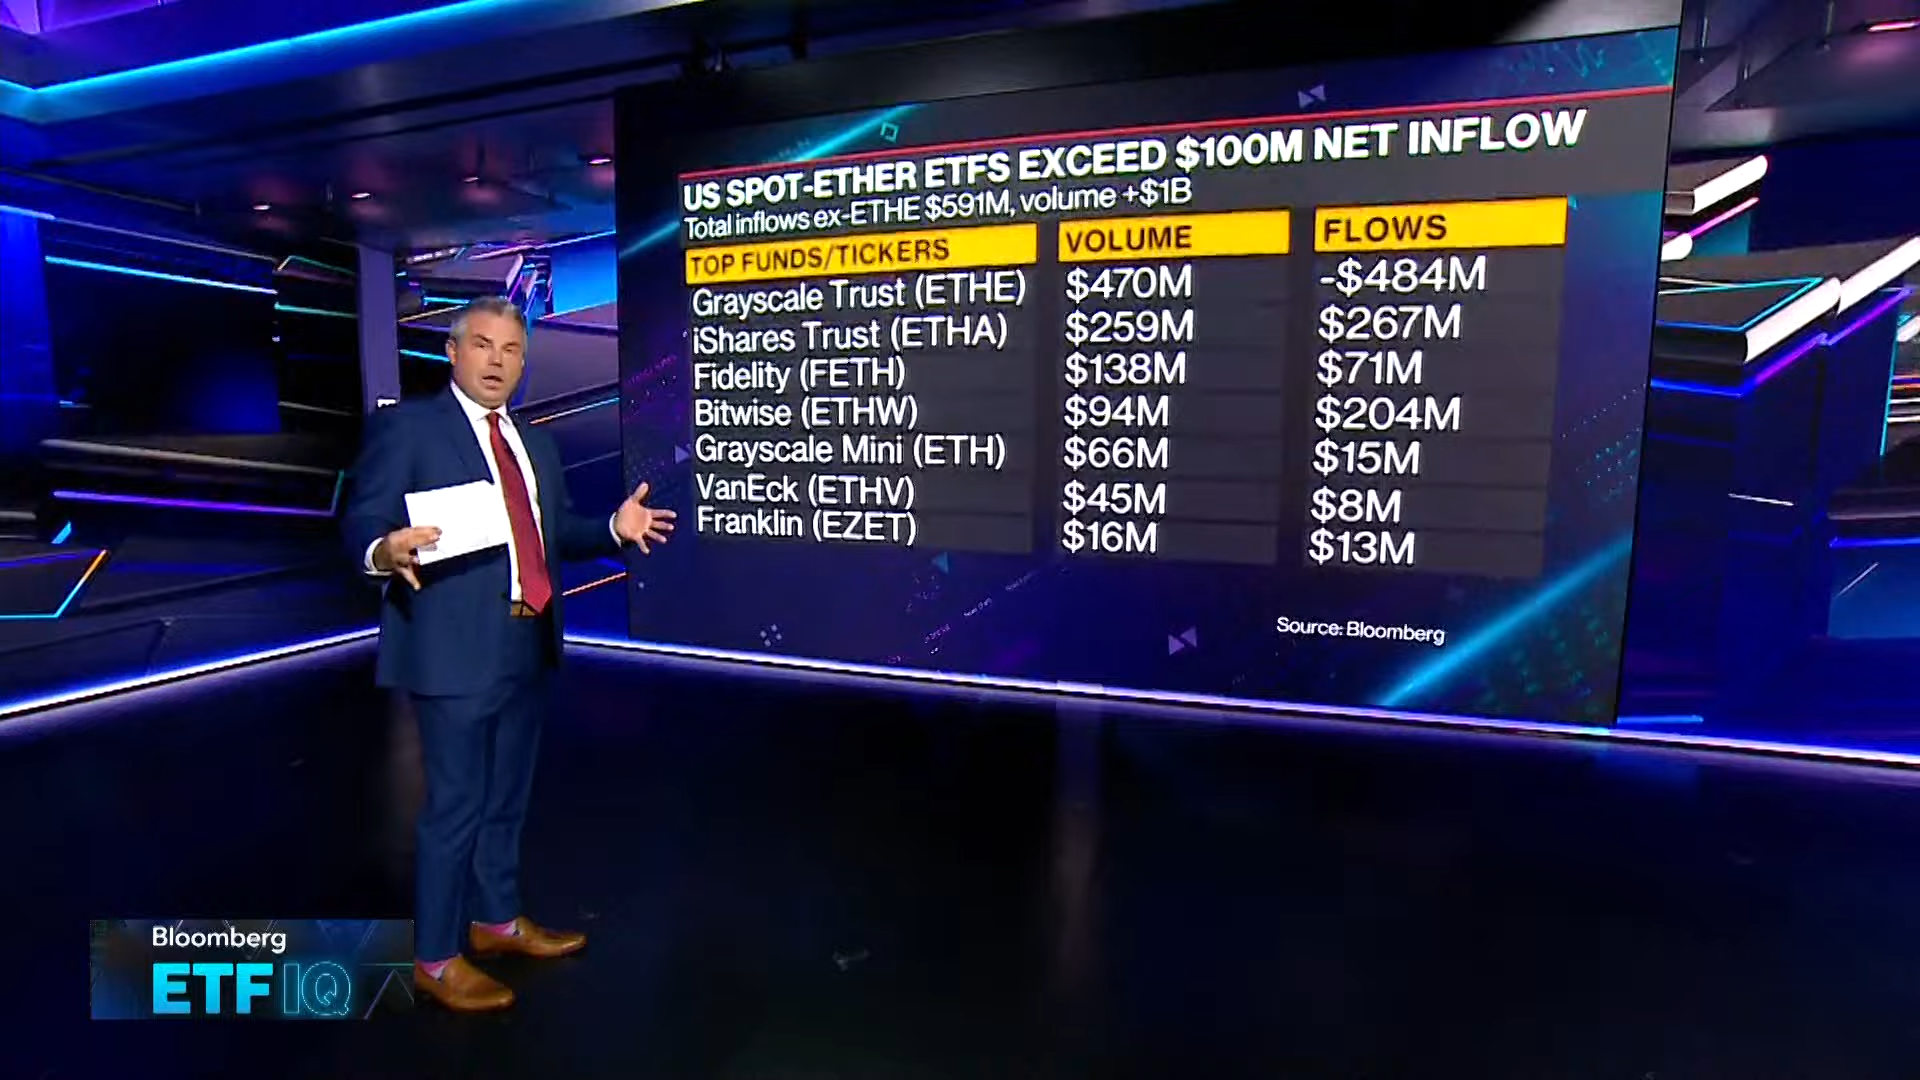 US SPOT-ETHER ETFS EXCEED $100M NET INFLOW
Total inflows ex-ETHE $591M, volume +$1B
TOP FUNDS/TICKERS VOLUME FLOWS
Grayscale Trust (ETHE) $470M -$484M
iShares Trust (ETHA) $259M $267M
Fidelity (FETH) $138M $71M
Bitwise (ETHW) $94M $204M
Grayscale Mini (ETH) $66M $15M
VanEck (ETHV) $45M $8M
Franklin (EZET) $16M $13M
Source: Bloomberg
Bloomberg
ETF IQ